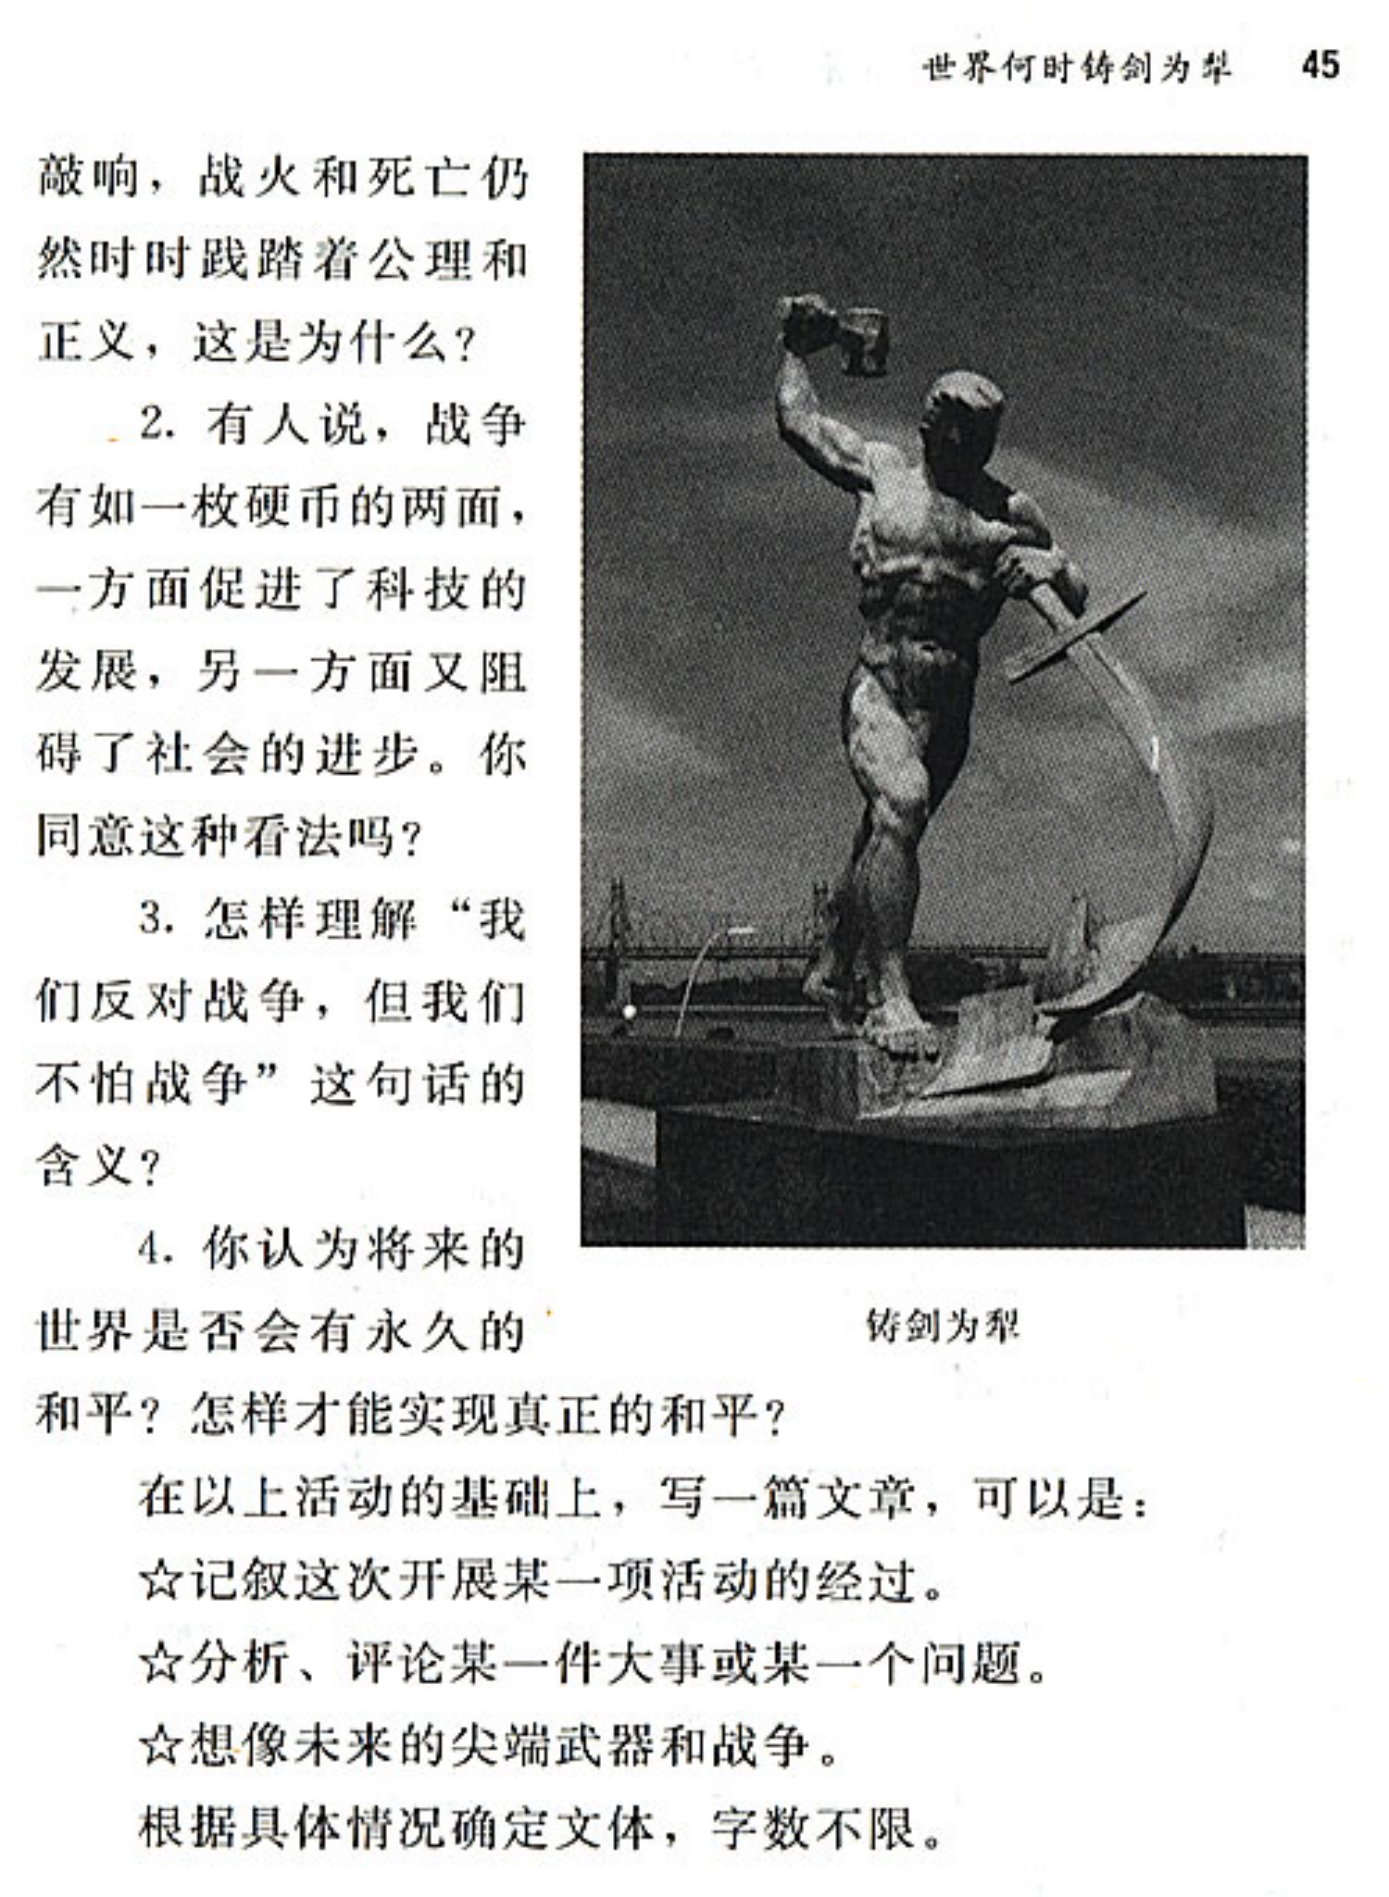 世界何时铸剑为犁 45
敲响，战火和死亡仍
然时时践踏着公理和
正义，这是为什么？
2. 有人说，战争
有如一枚硬币的两面，
一方面促进了科技的
发展，另一方面又阻
碍了社会的进步。你
同意这种看法吗？
3. 怎样理解“我
们反对战争，但我们
不怕战争”这句话的
含义？
4. 你认为将来的
世界是否会有永久的
和平？怎样才能实现真正的和平？
铸剑为犁
在以上活动的基础上，写一篇文章，可以是：
☆记叙这次开展某一项活动的经过。
☆分析、评论某一件大事或某一个问题。
☆想像未来的尖端武器和战争。
根据具体情况确定文体，字数不限。